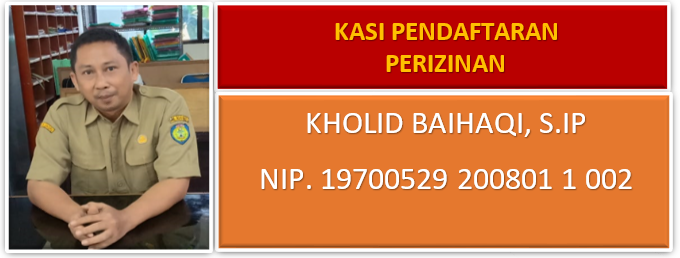 KASI PENDAFTARAN
PERIZINAN
KHOLID BAIHAQI, S.IP
NIP. 19700529 200801 1 002